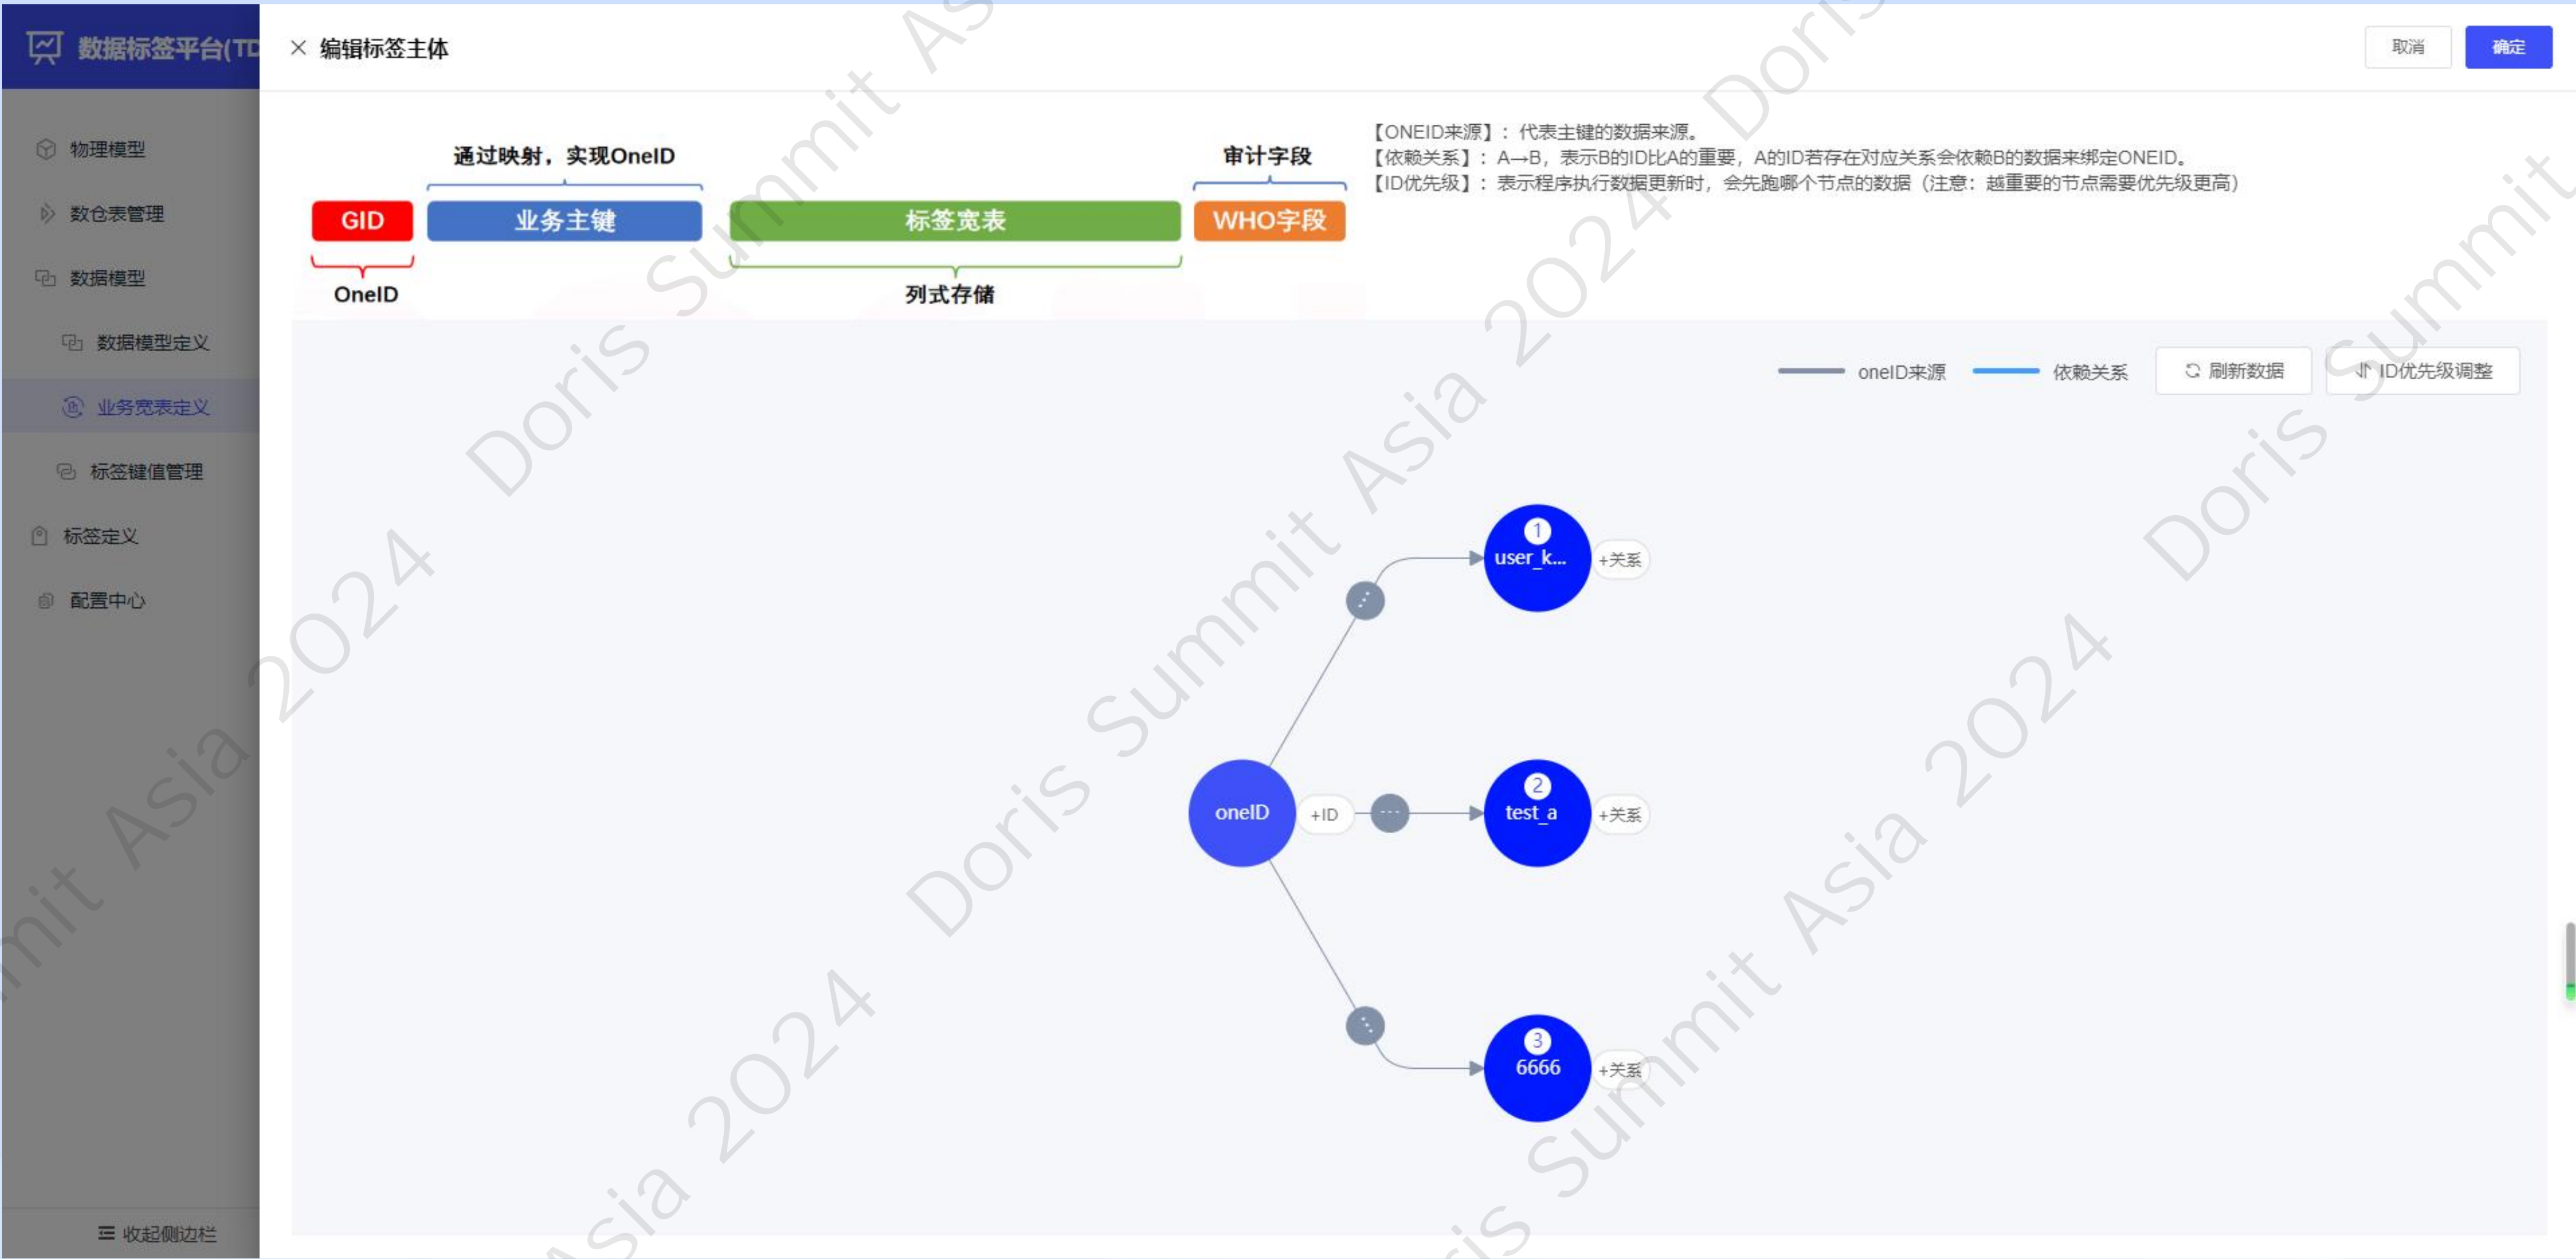 数据标签平台(TD
× 编辑标签主体
取消
确定
物理模型
数仓表管理
数据模型
数据模型定义
业务宽表定义
标签键值管理
标签定义
配置中心
收起侧边栏
通过映射，实现OneID
审计字段
GID
业务主键
标签宽表
WHO字段
OneID
列式存储
【ONEID来源】：代表主键的数据来源。
【依赖关系】：A→B，表示B的ID比A的重要，A的ID若存在对应关系会依赖B的数据来绑定ONEID。
【ID优先级】：表示程序执行数据更新时，会先跑哪个节点的数据（注意：越重要的节点需要优先级更高）
oneID来源
依赖关系
刷新数据
ID优先级调整
1
user_k...
+关系
oneID
+ID
2
test_a
+关系
3
6666
+关系
Doris Summit Asia 2024
Doris Summit Asia 2024
Doris Summit Asia 2024
Doris Summit Asia 2024